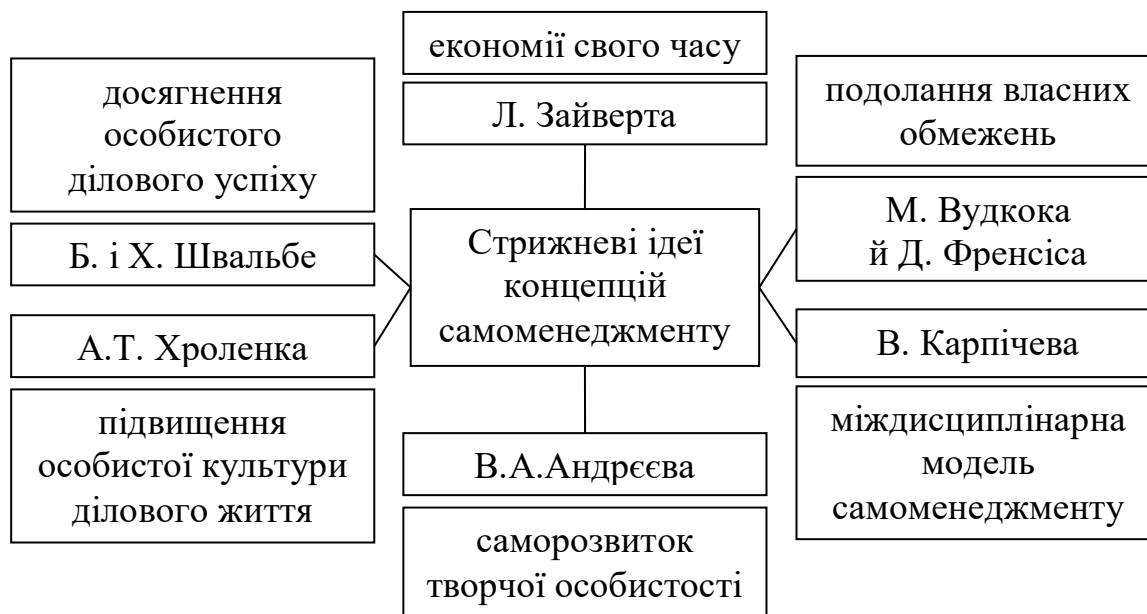 економії свого часу
Л. Зайверта
досягнення
особистого
ділового успіху
Б. і Х. Швальбе
подолання власних
обмежень
М. Вудкока
й Д. Френсіса
Стрижневі ідеї
концепцій
самоменеджменту
А.Т. Хроленка
підвищення
особистої культури
ділового життя
В. Карпічева
міждисциплінарна
модель
самоменеджменту
В.А.Андрєєва
саморозвиток
творчої особистості